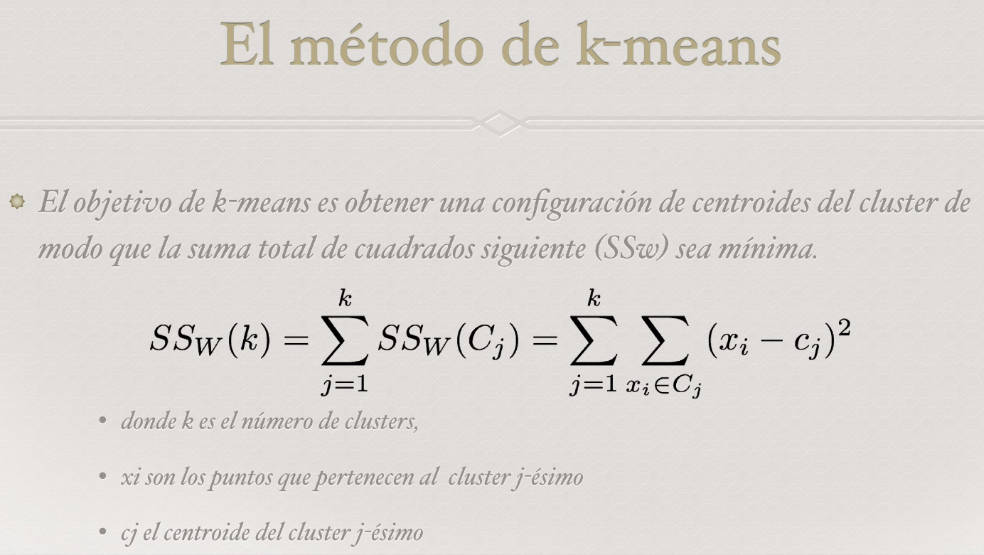 El método de k-means
El objetivo de k-means es obtener una configuración de centroides del cluster de
modo que la suma total de cuadrados siguiente (SSw) sea mínima.
$SS_W(k) = \sum_{j=1}^{k} SS_W(C_j) = \sum_{j=1}^{k} \sum_{x_i \in C_j} (x_i - c_j)^2$
• donde k es el número de clusters,
• xi son los puntos que pertenecen al cluster j-ésimo
• cj el centroide del cluster j-ésimo